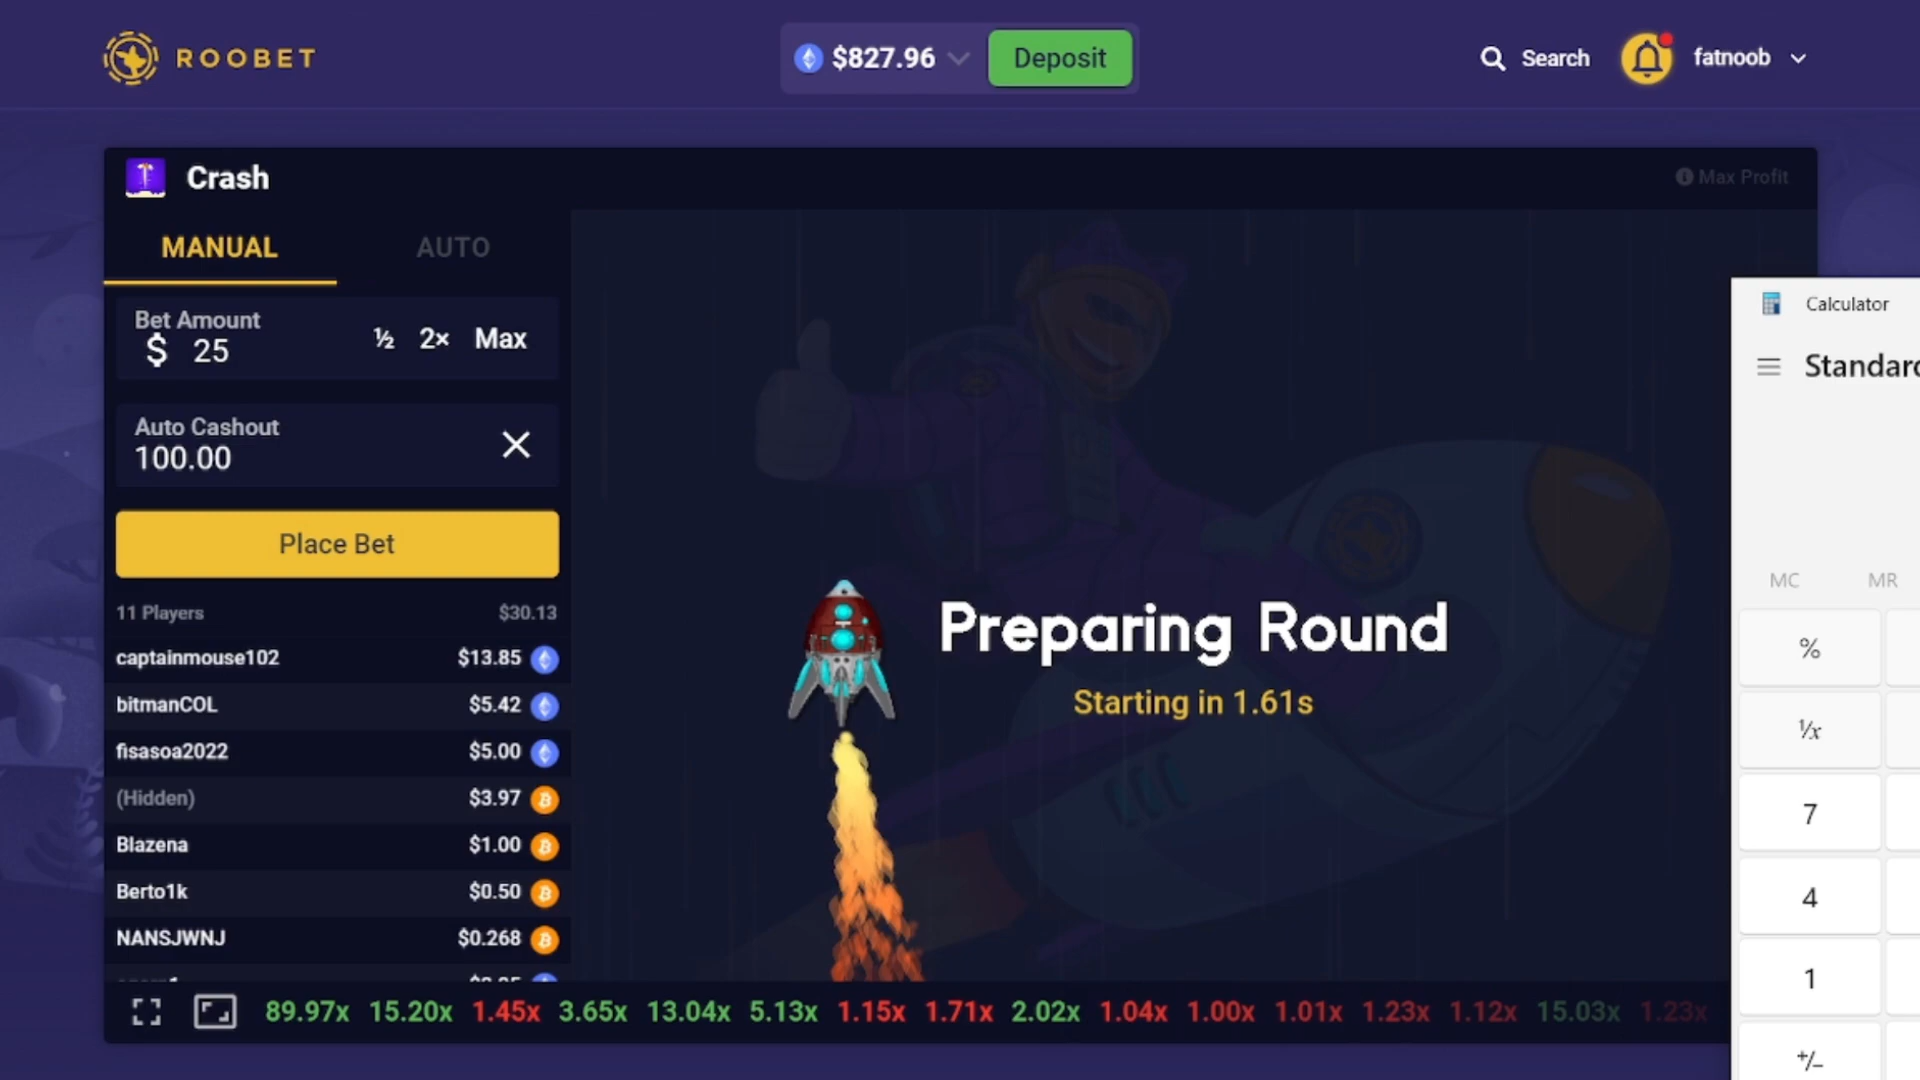 ROOBET
$827.96
Deposit
Search
fatnoob
Crash
Max Profit
MANUAL
AUTO
Bet Amount
$ 25
½ 2× Max
Auto Cashout
100.00
Place Bet
Preparing Round
Starting in 1.61s
11 Players $30.13
captainmouse102 $13.85
bitmanCOL $5.42
fisasoa2022 $5.00
(Hidden) $3.97
Blazena $1.00
Berto1k $0.50
NANSJWNJ $0.268
89.97x 15.20x 1.45x 3.65x 13.04x 5.13x 1.15x 1.71x 2.02x 1.04x 1.00x 1.01x 1.23x 1.12x 15.03x 1.23x
Calculator
Standard
MC MR
%
¹/x
7
4
1
+/-